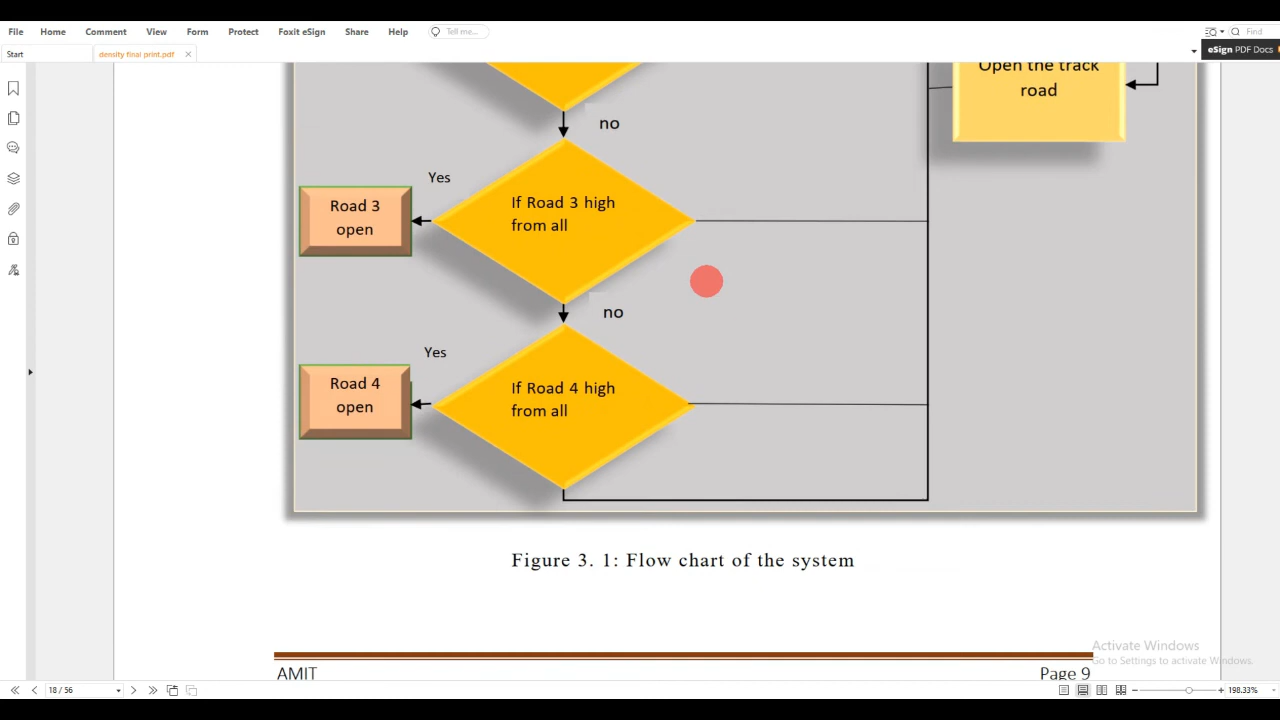 File Home Comment View Form Protect Foxit eSign Share Help Tell me... Find
Start density final print.pdf eSign PDF Docs
Open the track
road
no
Yes
Road 3
open
If Road 3 high
from all
no
Yes
Road 4
open
If Road 4 high
from all
Figure 3. 1: Flow chart of the system
Activate Windows
Go to Settings to activate Windows.
AMIT Page 9
18 / 56 198.33%